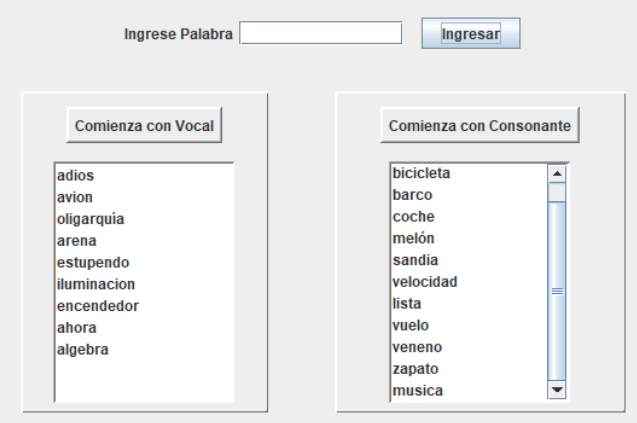 Ingrese Palabra Ingresar
Comienza con Vocal
adios
avion
oligarquía
arena
estupendo
iluminacion
encendedor
ahora
algebra
Comienza con Consonante
bicicleta
barco
coche
melón
sandia
velocidad
lista
vuelo
veneno
zapato
musica